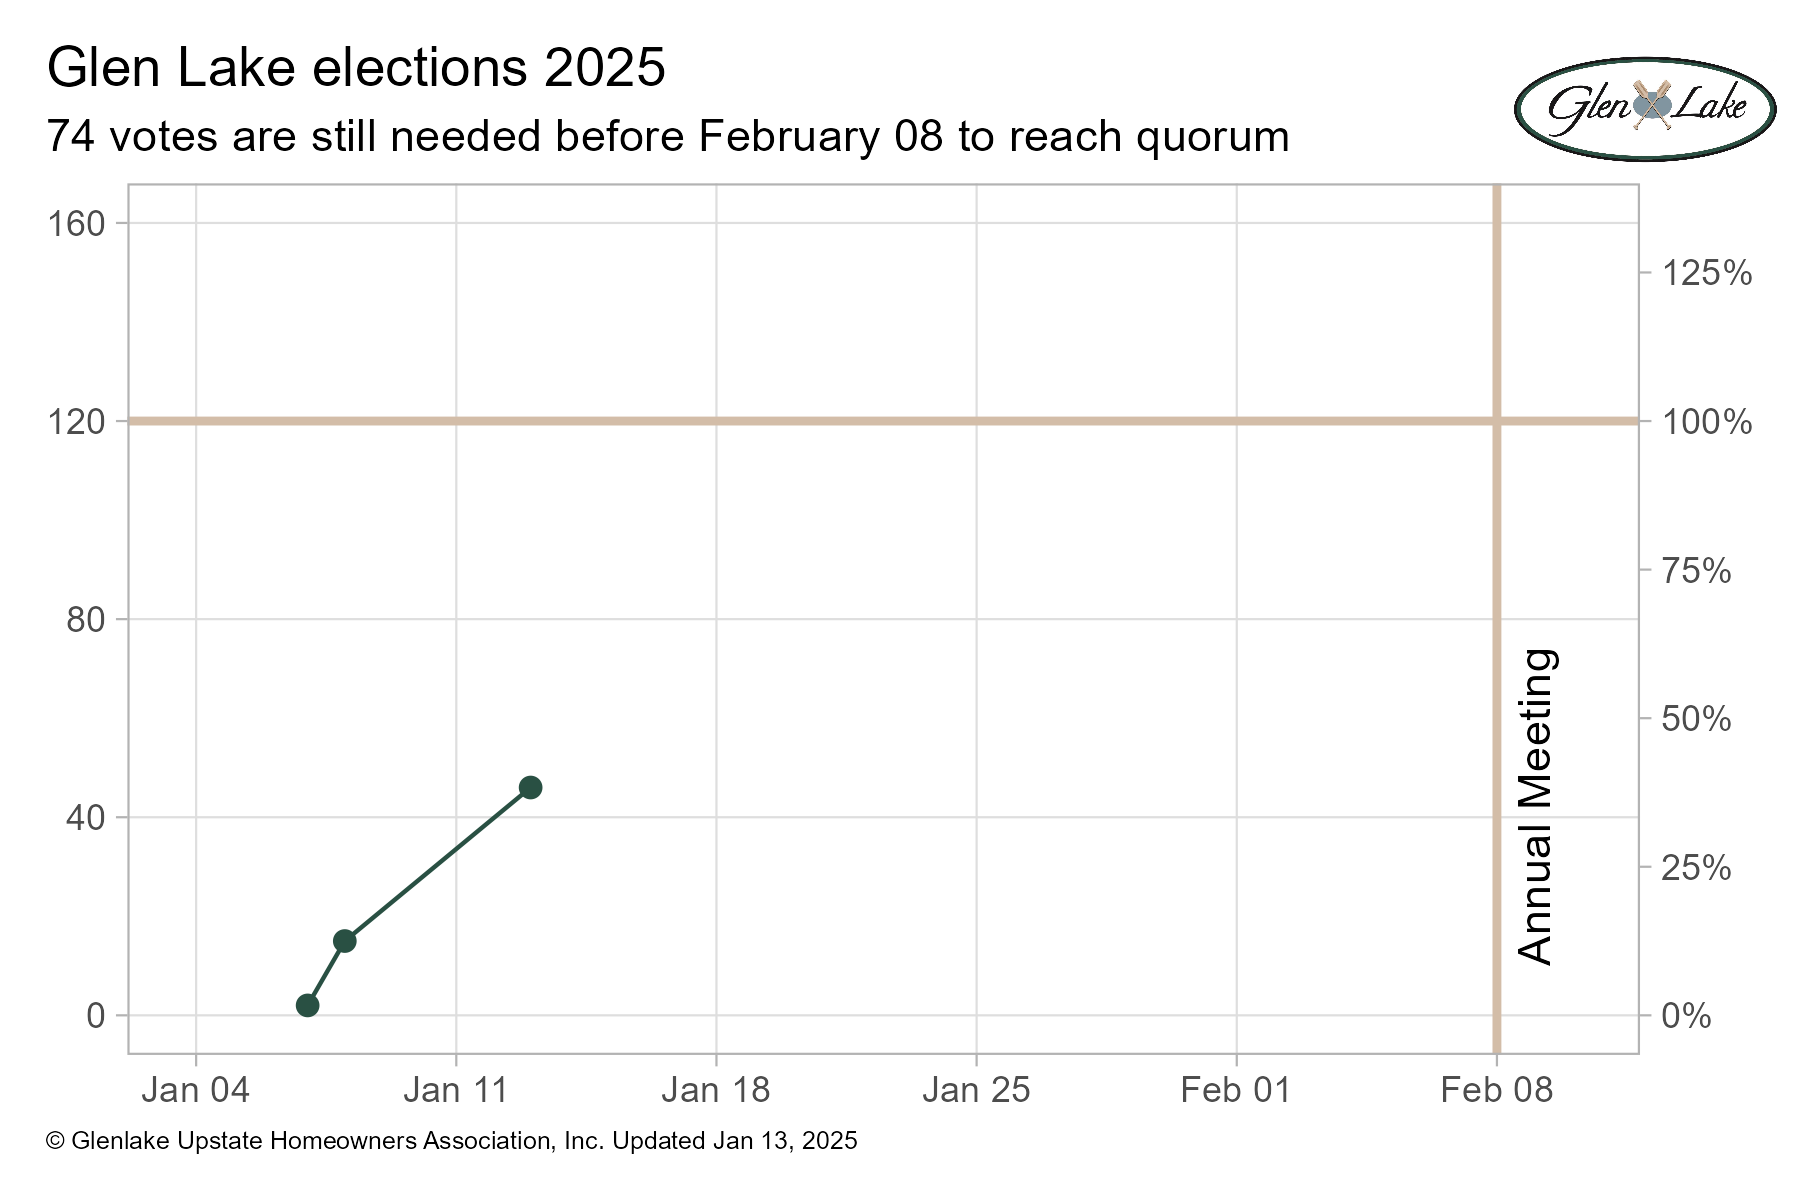 Glen Lake elections 2025
Glen Lake
74 votes are still needed before February 08 to reach quorum
160
120
80
40
0
125%
100%
75%
50%
25%
0%
Annual Meeting
Jan 04
Jan 11
Jan 18
Jan 25
Feb 01
Feb 08
© Glenlake Upstate Homeowners Association, Inc. Updated Jan 13, 2025